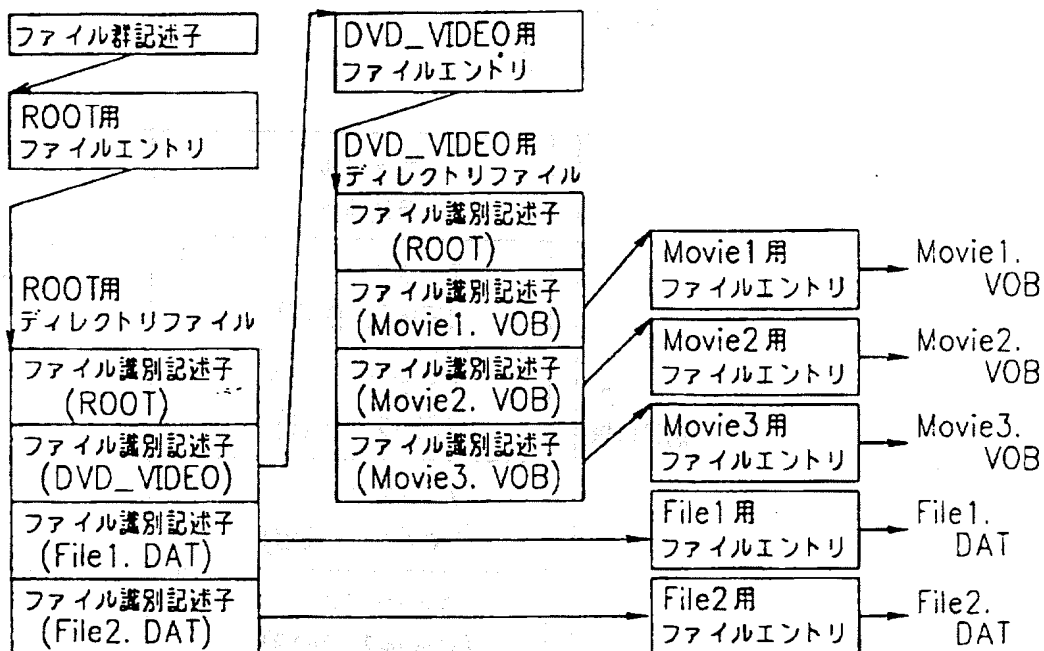 ファイル群記述子
ROOT用
ファイルエントリ
ROOT用
ディレクトリファイル
ファイル識別記述子
(ROOT)
ファイル識別記述子
(DVD_VIDEO)
ファイル識別記述子
(File1. DAT)
ファイル識別記述子
(File2. DAT)
DVD_VIDEO用
ファイルエントリ
DVD_VIDEO用
ディレクトリファイル
ファイル識別記述子
(ROOT)
ファイル識別記述子
(Movie1. VOB)
ファイル識別記述子
(Movie2. VOB)
ファイル識別記述子
(Movie3. VOB)
Movie1用
ファイルエントリ
Movie1.
VOB
Movie2用
ファイルエントリ
Movie2.
VOB
Movie3用
ファイルエントリ
Movie3.
VOB
File1用
ファイルエントリ
File1.
DAT
File2用
ファイルエントリ
File2.
DAT